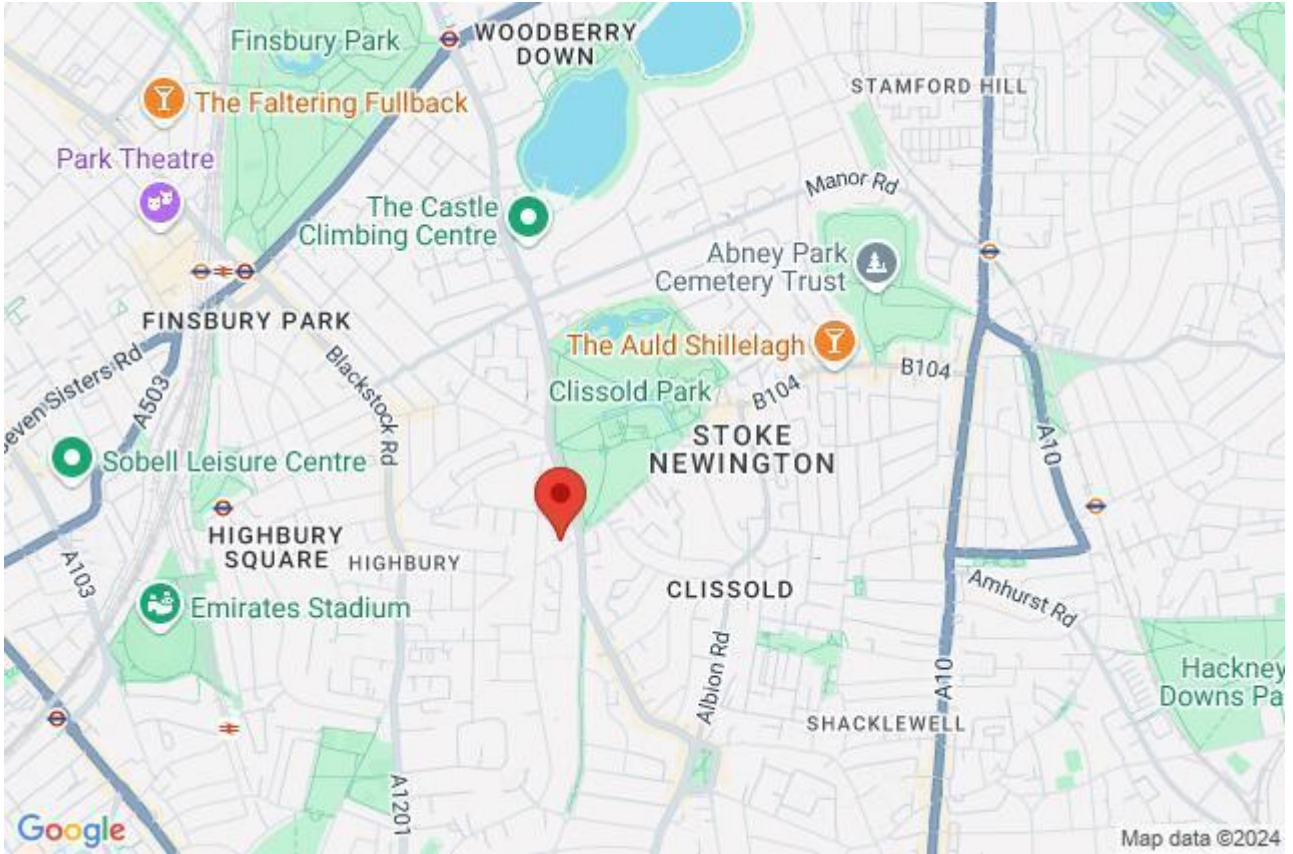 Finsbury Park
WOODBERRY
DOWN
STAMFORD HILL
The Faltering Fullback
Park Theatre
Manor Rd
The Castle
Climbing Centre
Abney Park
Cemetery Trust
FINSBURY PARK
The Auld Shillelagh
B104
Seven Sisters Rd
A503
Blackstock Rd
Clissold Park
B104
STOKE
NEWINGTON
A10
Sobell Leisure Centre
HIGHBURY
SQUARE
HIGHBURY
A103
CLISSOLD
Amhurst Rd
Emirates Stadium
Albion Rd
A10
Hackney
Downs Pa
SHACKLEWELL
A1201
Google
Map data ©2024